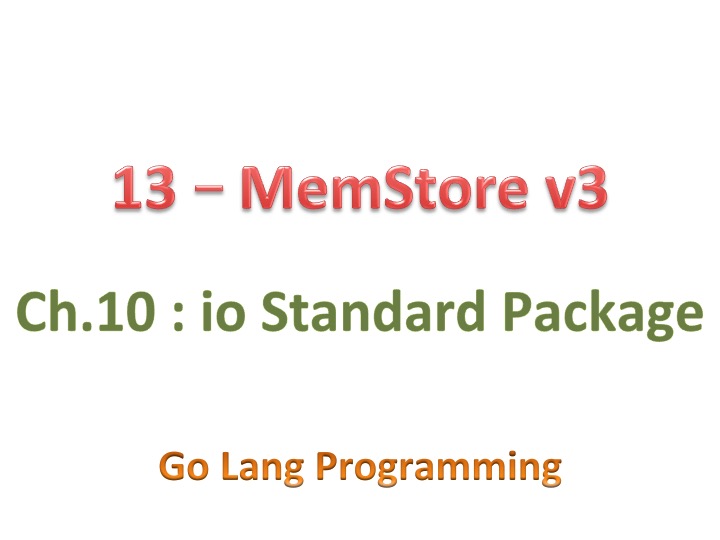 13 – MemStore v3
Ch.10 : io Standard Package
Go Lang Programming